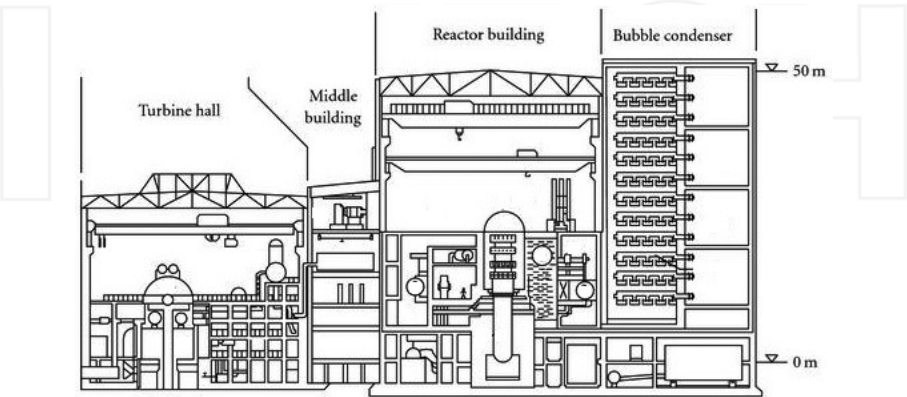 Reactor building
Bubble condenser
50 m
Middle
building
Turbine hall
0 m